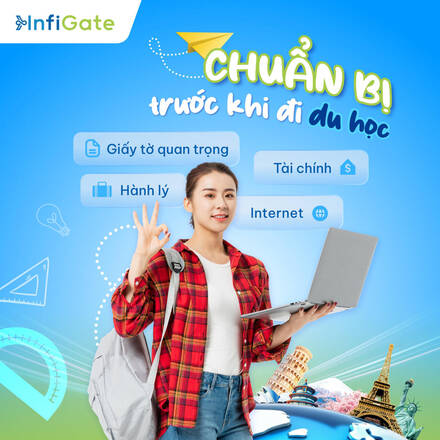 InfiGate
CHUẨN BỊ
trước khi đi du học
Giấy tờ quan trọng
Tài chính
Hành lý
Internet